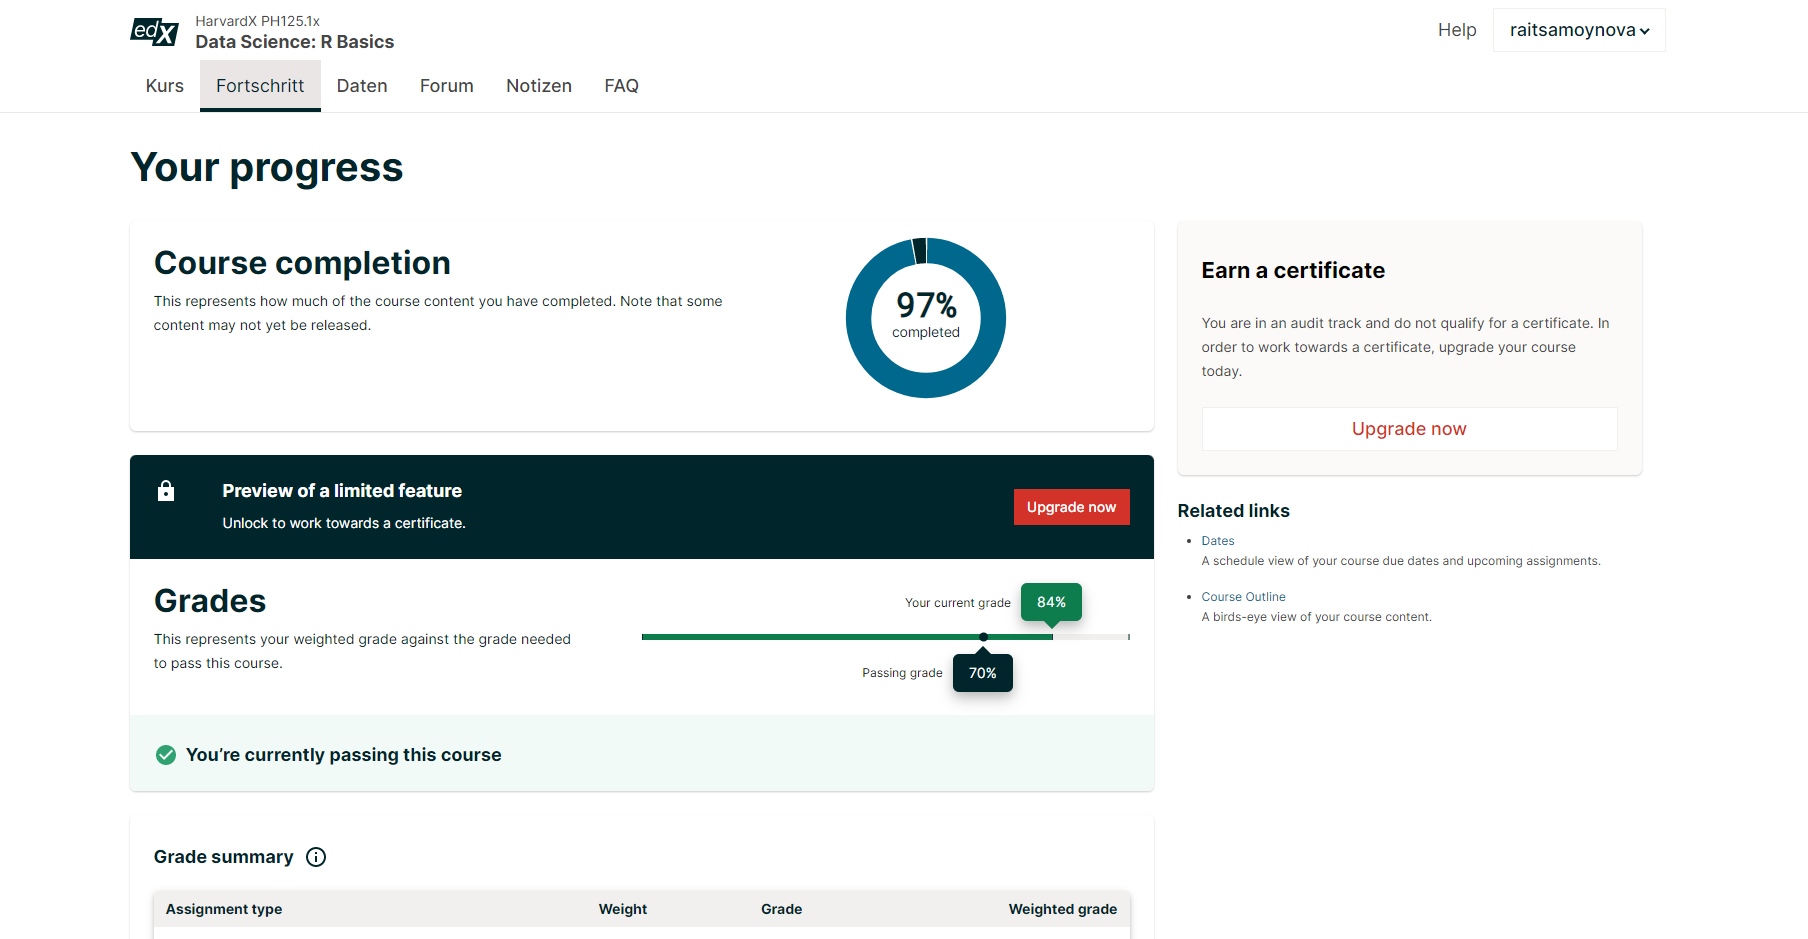 edX
HarvardX PH125.1x
Data Science: R Basics
Help
raitsamoynova
Kurs
Fortschritt
Daten
Forum
Notizen
FAQ
Your progress
Course completion
This represents how much of the course content you have completed. Note that some
content may not yet be released.
97%
completed
Earn a certificate
You are in an audit track and do not qualify for a certificate. In
order to work towards a certificate, upgrade your course
today.
Upgrade now
Preview of a limited feature
Unlock to work towards a certificate.
Upgrade now
Related links
Dates
A schedule view of your course due dates and upcoming assignments.
Course Outline
A birds-eye view of your course content.
Grades
This represents your weighted grade against the grade needed
to pass this course.
Your current grade
84%
Passing grade
70%
You’re currently passing this course
Grade summary
Assignment type
Weight
Grade
Weighted grade